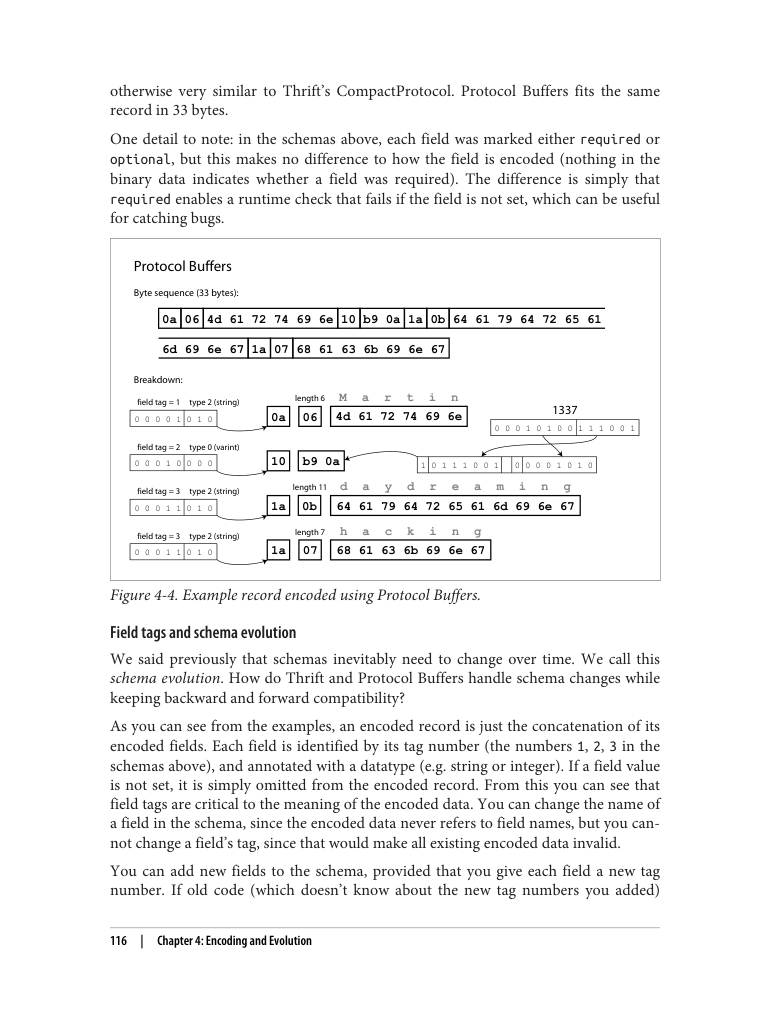 otherwise very similar to Thrift’s CompactProtocol. Protocol Buffers fits the same
record in 33 bytes.
One detail to note: in the schemas above, each field was marked either required or
optional, but this makes no difference to how the field is encoded (nothing in the
binary data indicates whether a field was required). The difference is simply that
required enables a runtime check that fails if the field is not set, which can be useful
for catching bugs.
Protocol Buffers
Byte sequence (33 bytes):
0a 06 4d 61 72 74 69 6e 10 b9 0a 1a 0b 64 61 79 64 72 65 61
6d 69 6e 67 1a 07 68 61 63 6b 69 6e 67
Breakdown:
field tag = 1 type 2 (string) length 6 M a r t i n
0 0 0 0 1 0 1 0 0a 06 4d 61 72 74 69 6e
1337
0 0 0 1 0 1 0 0 1 1 1 1 0 0 1
field tag = 2 type 0 (varint)
0 0 0 1 0 0 0 0 10 b9 0a 1 0 1 1 1 0 0 1 0 0 0 0 1 0 1 0
field tag = 3 type 2 (string) length 11 d a y d r e a m i n g
0 0 0 1 1 0 1 0 1a 0b 64 61 79 64 72 65 61 6d 69 6e 67
field tag = 3 type 2 (string) length 7 h a c k i n g
0 0 0 1 1 0 1 0 1a 07 68 61 63 6b 69 6e 67
Figure 4-4. Example record encoded using Protocol Buffers.
Field tags and schema evolution
We said previously that schemas inevitably need to change over time. We call this
schema evolution. How do Thrift and Protocol Buffers handle schema changes while
keeping backward and forward compatibility?
As you can see from the examples, an encoded record is just the concatenation of its
encoded fields. Each field is identified by its tag number (the numbers 1, 2, 3 in the
schemas above), and annotated with a datatype (e.g. string or integer). If a field value
is not set, it is simply omitted from the encoded record. From this you can see that
field tags are critical to the meaning of the encoded data. You can change the name of
a field in the schema, since the encoded data never refers to field names, but you can-
not change a field’s tag, since that would make all existing encoded data invalid.
You can add new fields to the schema, provided that you give each field a new tag
number. If old code (which doesn’t know about the new tag numbers you added)
116 | Chapter 4: Encoding and Evolution